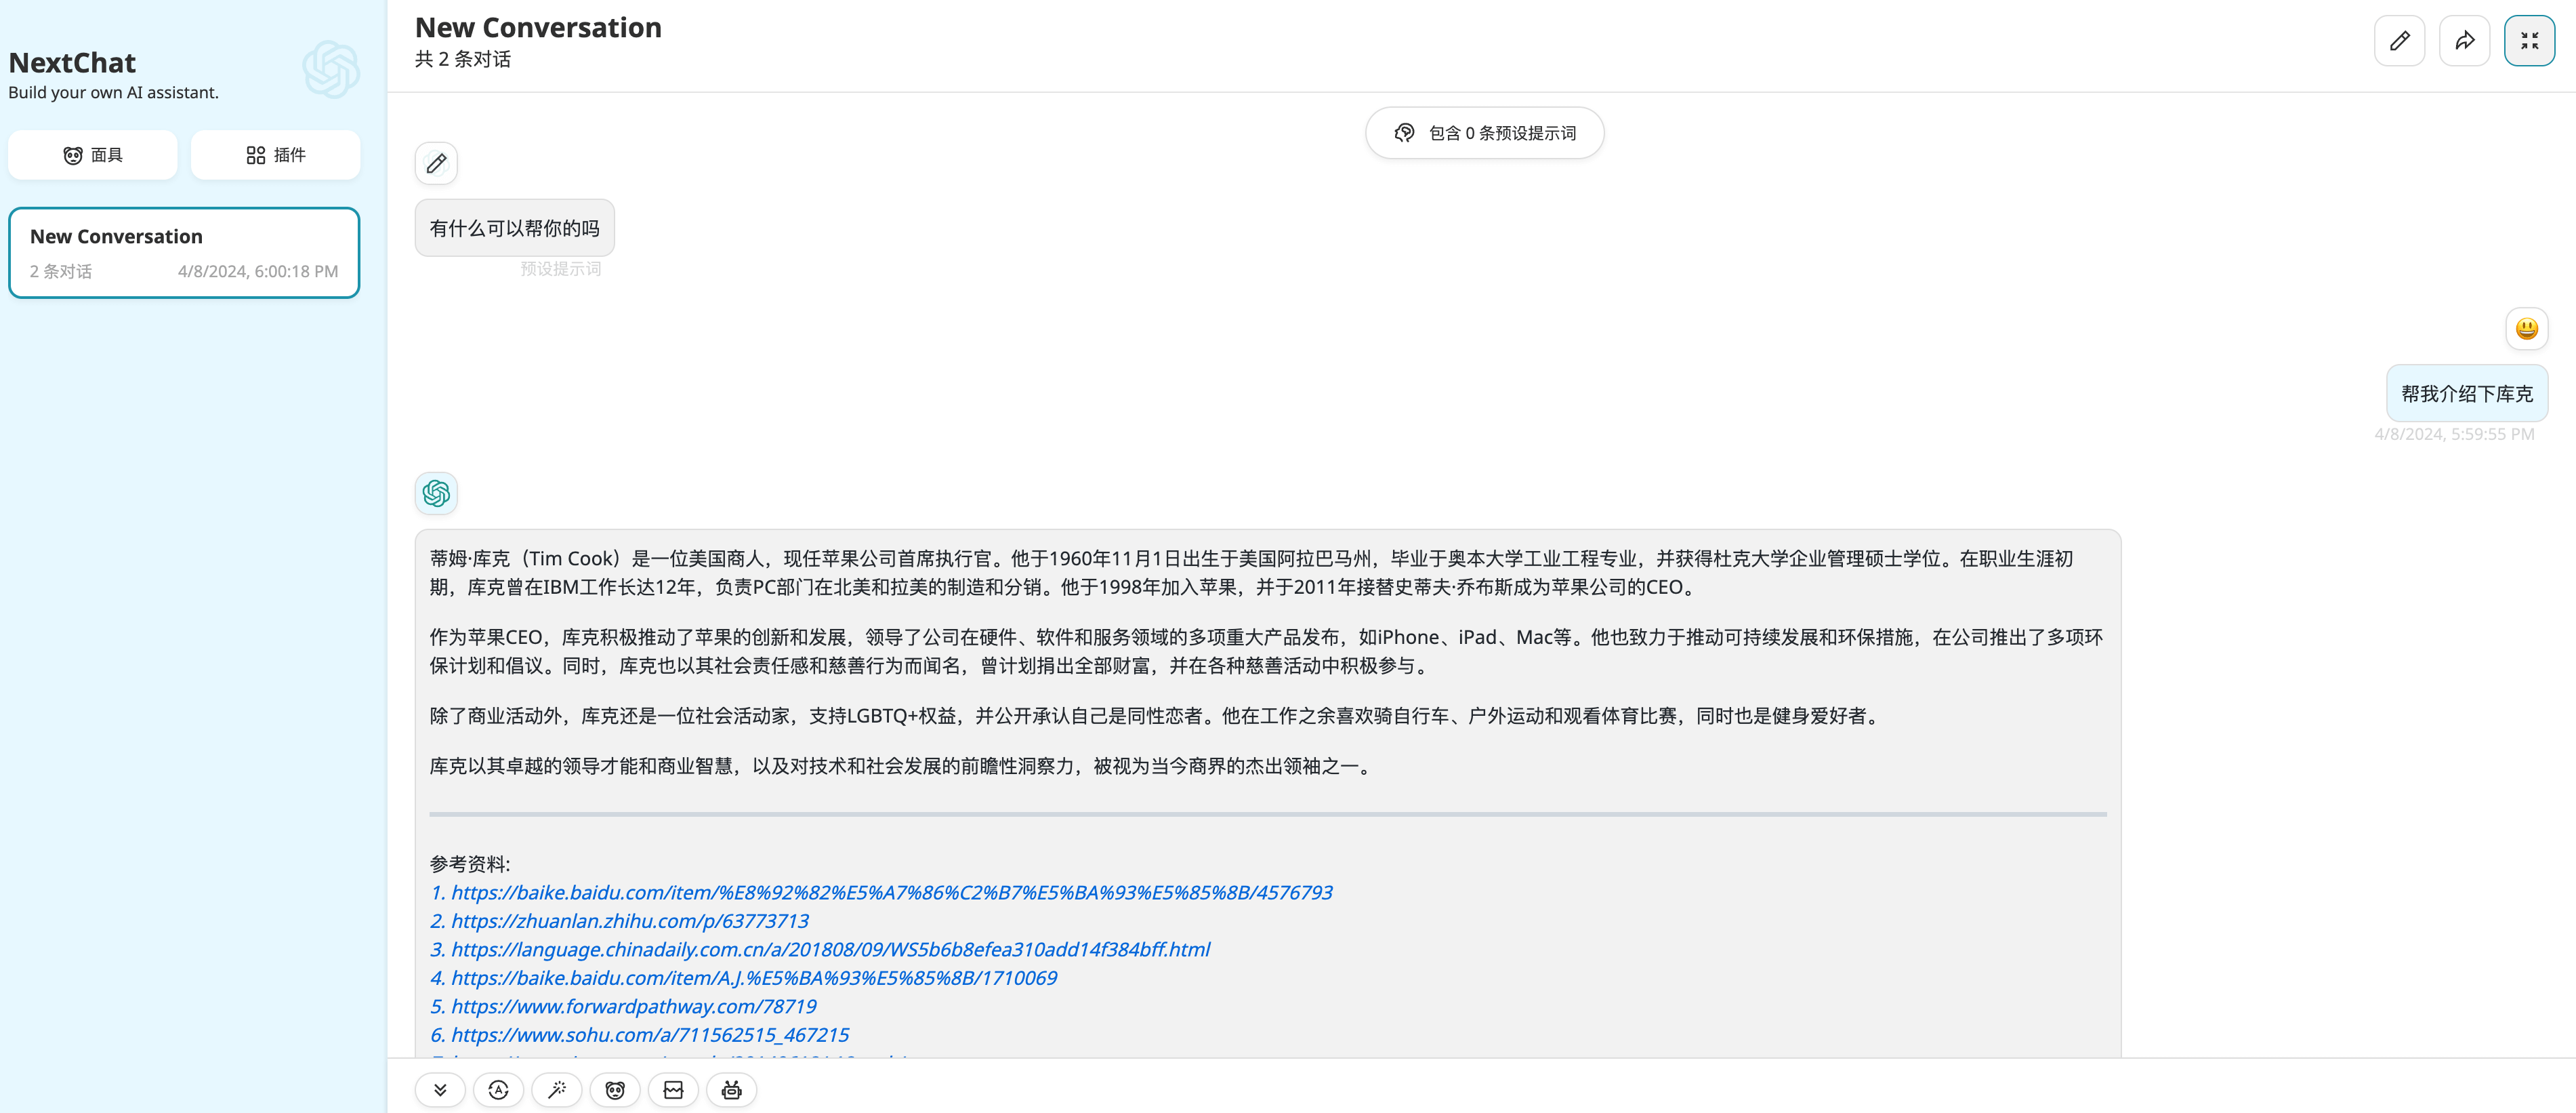 NextChat
Build your own AI assistant.
面具
插件
New Conversation
2 条对话
4/8/2024, 6:00:18 PM
New Conversation
共 2 条对话
包含 0 条预设提示词
有什么可以帮你的吗
预设提示词
帮我介绍下库克
4/8/2024, 5:59:55 PM
蒂姆·库克（Tim Cook）是一位美国商人，现任苹果公司首席执行官。他于1960年11月1日出生于美国阿拉巴马州，毕业于奥本大学工业工程专业，并获得杜克大学企业管理硕士学位。在职业生涯初
期，库克曾在IBM工作长达12年，负责PC部门在北美和拉美的制造和分销。他于1998年加入苹果，并于2011年接替史蒂夫·乔布斯成为苹果公司的CEO。
作为苹果CEO，库克积极推动了苹果的创新和发展，领导了公司在硬件、软件和服务领域的多项重大产品发布，如iPhone、iPad、Mac等。他也致力于推动可持续发展和环保措施，在公司推出了多项环
保计划和倡议。同时，库克也以其社会责任感和慈善行为而闻名，曾计划捐出全部财富，并在各种慈善活动中积极参与。
除了商业活动外，库克还是一位社会活动家，支持LGBTQ+权益，并公开承认自己是同性恋者。他在工作之余喜欢骑自行车、户外运动和观看体育比赛，同时也是健身爱好者。
库克以其卓越的领导才能和商业智慧，以及对技术和社会发展的前瞻性洞察力，被视为当今商界的杰出领袖之一。
参考资料:
1. https://baike.baidu.com/item/%E8%92%82%E5%A7%86%C2%B7%E5%BA%93%E5%85%8B/4576793
2. https://zhuanlan.zhihu.com/p/63773713
3. https://language.chinadaily.com.cn/a/201808/09/WS5b6b8efea310add14f384bff.html
4. https://baike.baidu.com/item/A.J.%E5%BA%93%E5%85%8B/1710069
5. https://www.forwardpathway.com/78719
6. https://www.sohu.com/a/711562515_467215